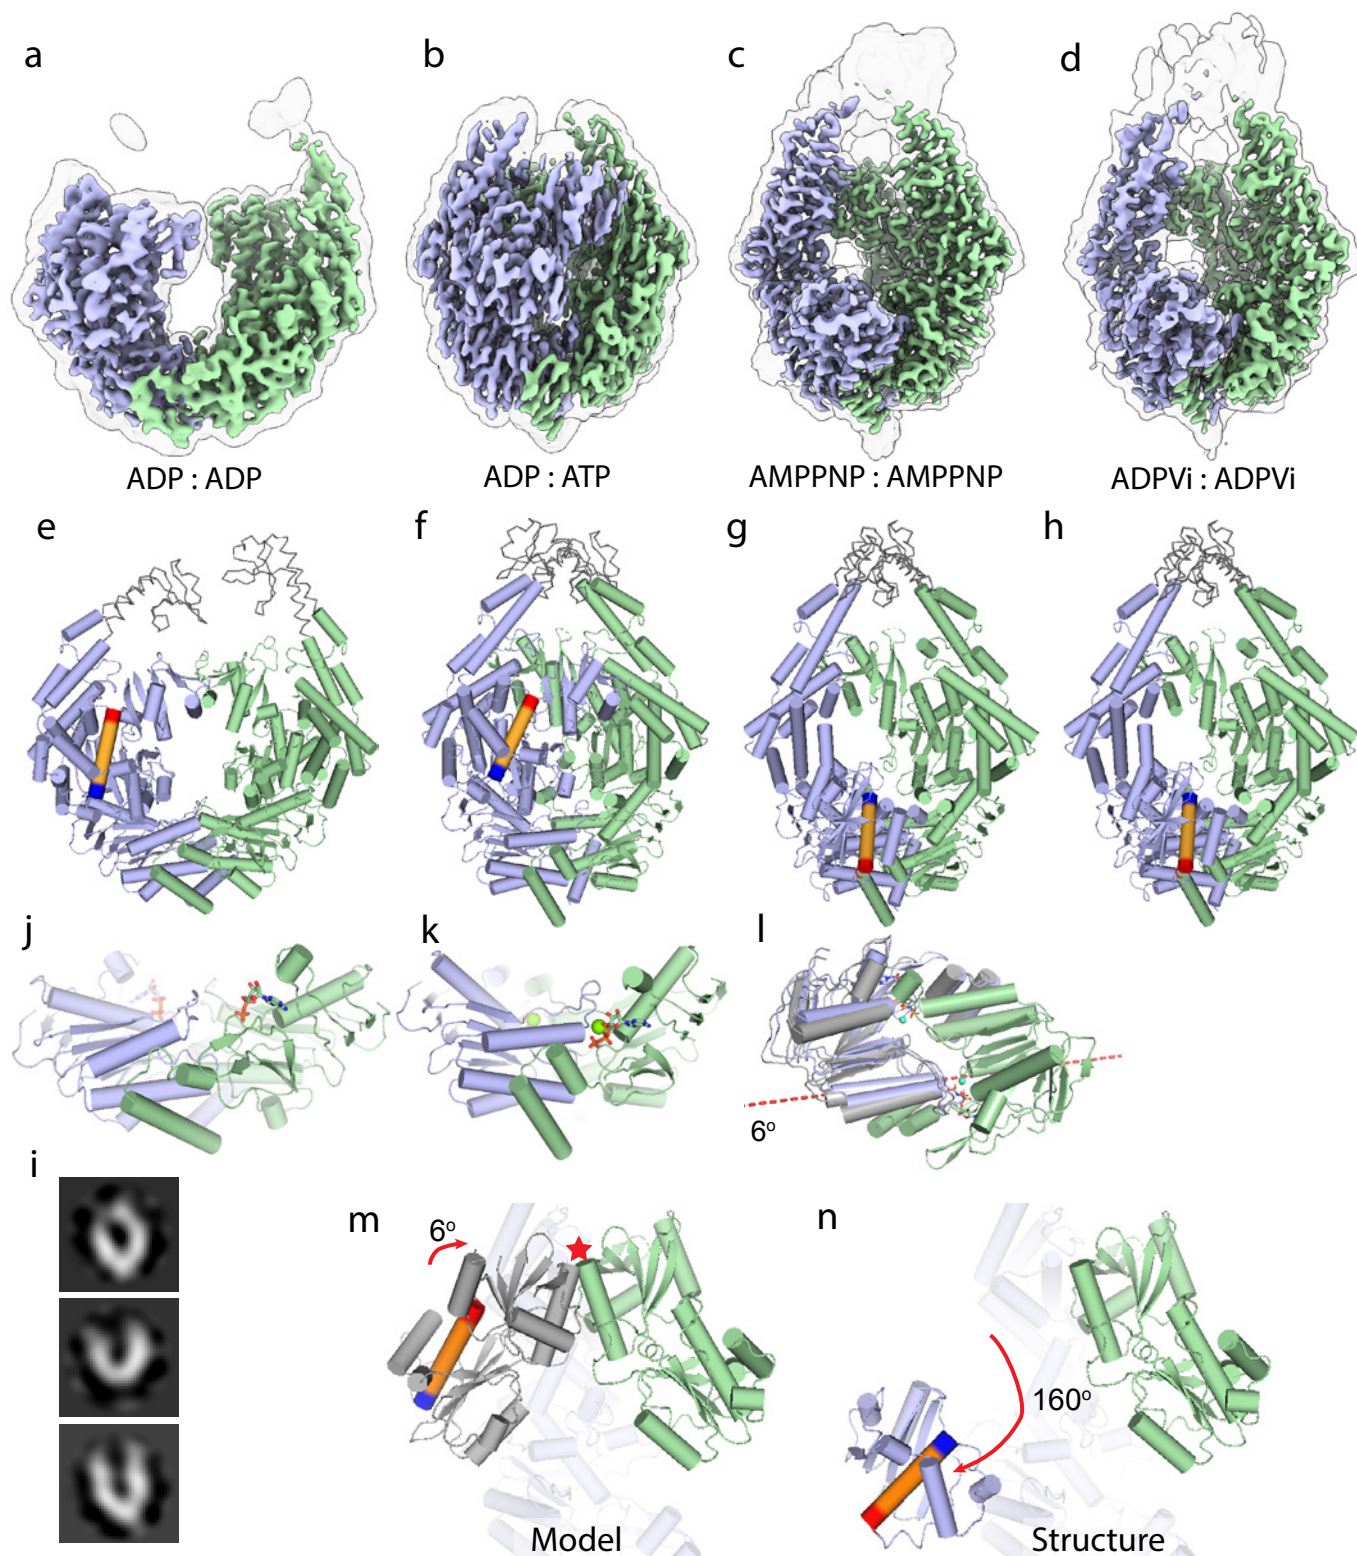 a
b
c
d
ADP : ADP
ADP : ATP
AMPPNP : AMPPNP
ADPVi : ADPVi
e
f
g
h
j
k
l
6°
i
m
6°
n
160°
Model
Structure